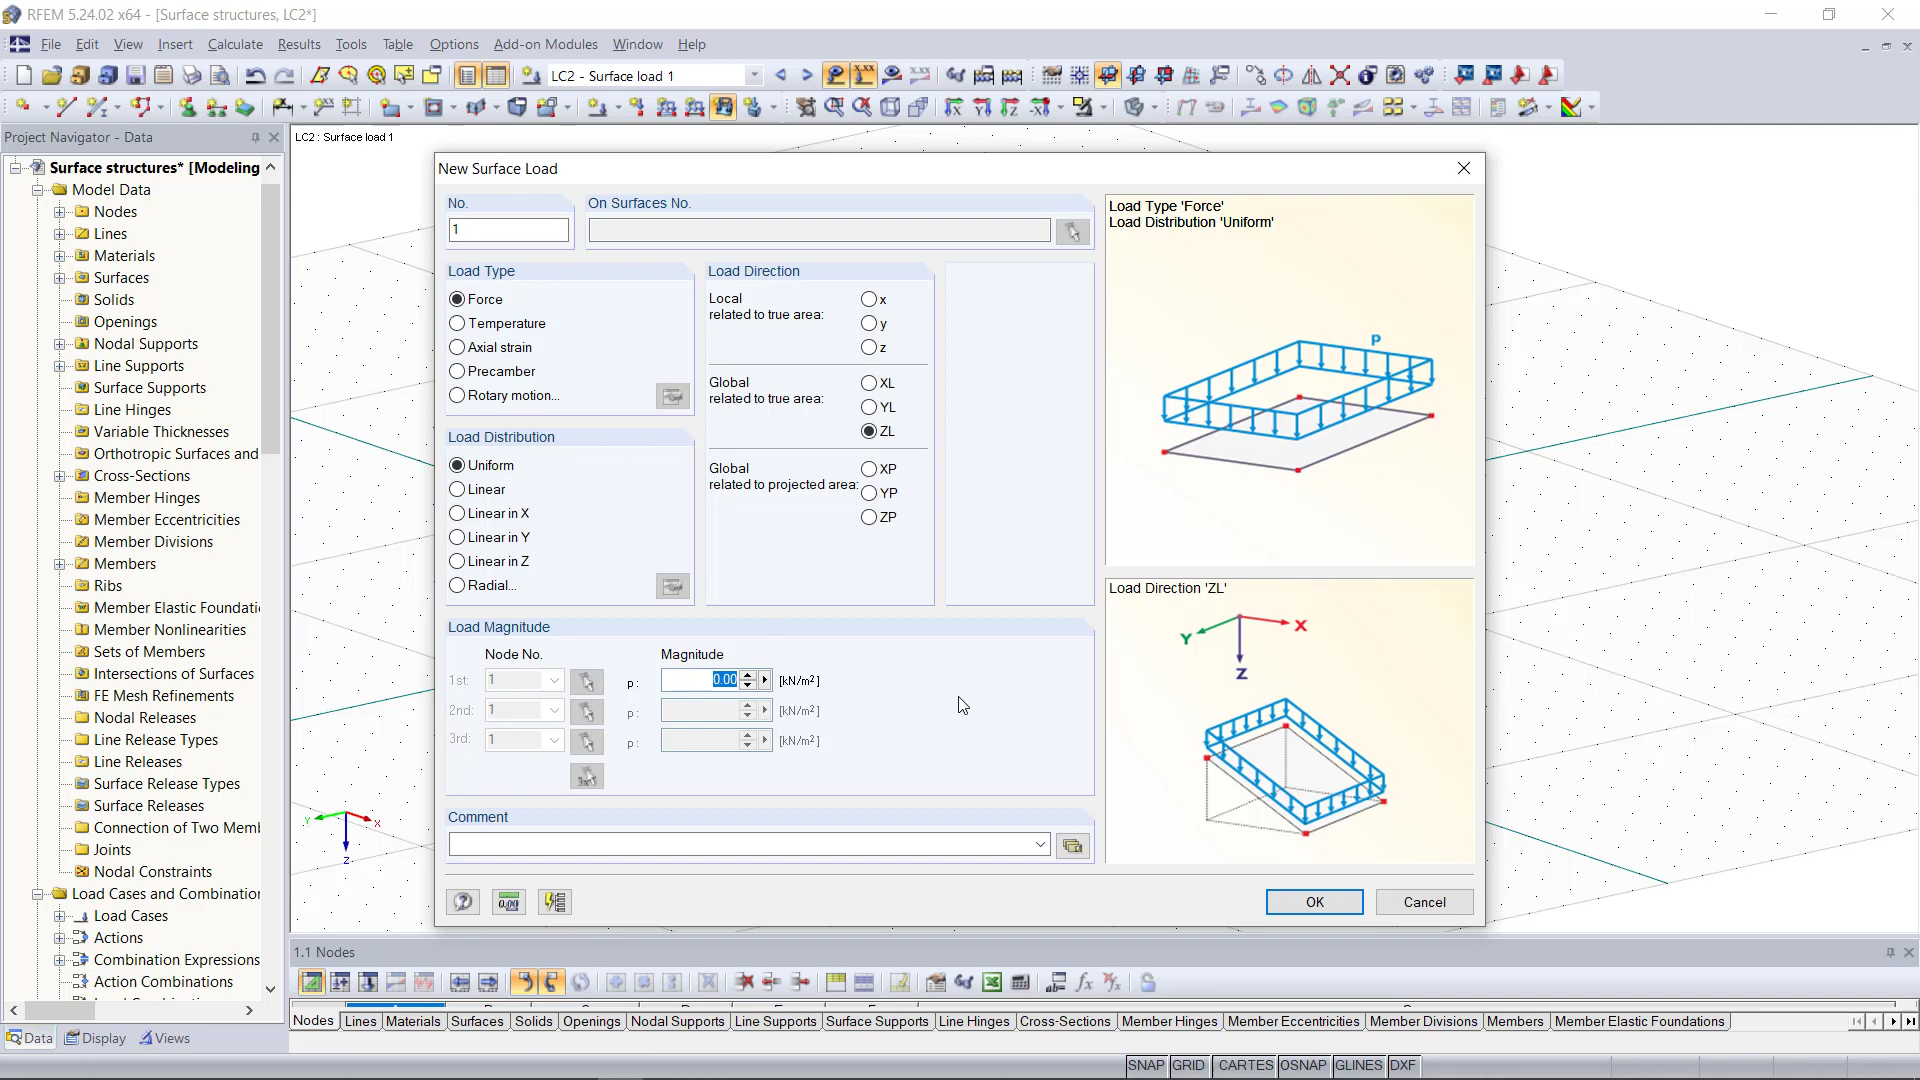 RFEM 5.24.02 x64 - [Surface structures, LC2*]
File Edit View Insert Calculate Results Tools Table Options Add-on Modules Window Help
LC2 - Surface load 1
Project Navigator - Data
LC2 : Surface load 1
Surface structures* [Modeling
Model Data
Nodes
Lines
Materials
Surfaces
Solids
Openings
Nodal Supports
Line Supports
Surface Supports
Line Hinges
Variable Thicknesses
Orthotropic Surfaces and
Cross-Sections
Member Hinges
Member Eccentricities
Member Divisions
Members
Ribs
Member Elastic Foundati
Member Nonlinearities
Sets of Members
Intersections of Surfaces
FE Mesh Refinements
Nodal Releases
Line Release Types
Line Releases
Surface Release Types
Surface Releases
Connection of Two Memb
Joints
Nodal Constraints
Load Cases and Combination
Load Cases
Actions
Combination Expressions
Action Combinations
Data Display Views
New Surface Load
No.
1
On Surfaces No.
Load Type
Force
Temperature
Axial strain
Precamber
Rotary motion...
Load Direction
Local
related to true area:
x
y
z
Global
related to true area:
XL
YL
ZL
Global
related to projected area:
XP
YP
ZP
Load Distribution
Uniform
Linear
Linear in X
Linear in Y
Linear in Z
Radial...
Load Magnitude
Node No. Magnitude
1st: 1 p: 0.00 [kN/m²]
2nd: 1 p: [kN/m²]
3rd: 1 p: [kN/m²]
3x
Comment
0.00
OK Cancel
Load Type 'Force'
Load Distribution 'Uniform'
P
Load Direction 'ZL'
X
Y
Z
Y
X
Z
1.1 Nodes
Nodes Lines Materials Surfaces Solids Openings Nodal Supports Line Supports Surface Supports Line Hinges Cross-Sections Member Hinges Member Eccentricities Member Divisions Members Member Elastic Foundations
SNAP GRID CARTES OSNAP GLINES DXF